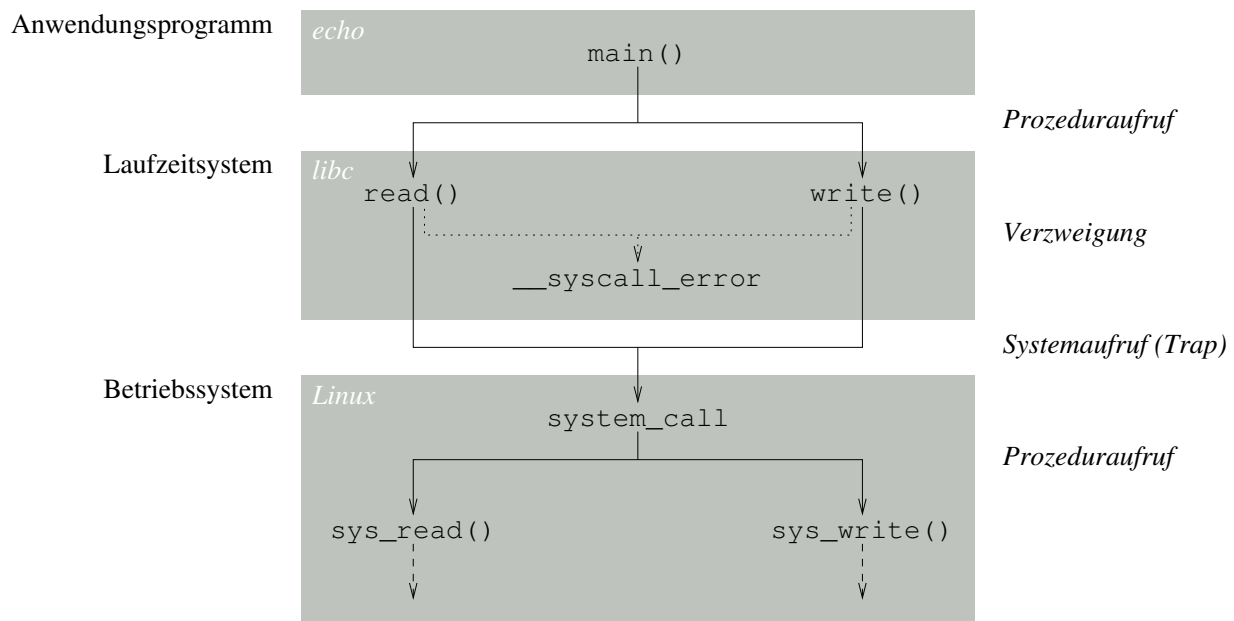 Anwendungsprogramm
echo
main()
Prozeduraufruf
Laufzeitsystem
libc
read()
write()
Verzweigung
__syscall_error
Systemaufruf (Trap)
Betriebssystem
Linux
system_call
Prozeduraufruf
sys_read()
sys_write()